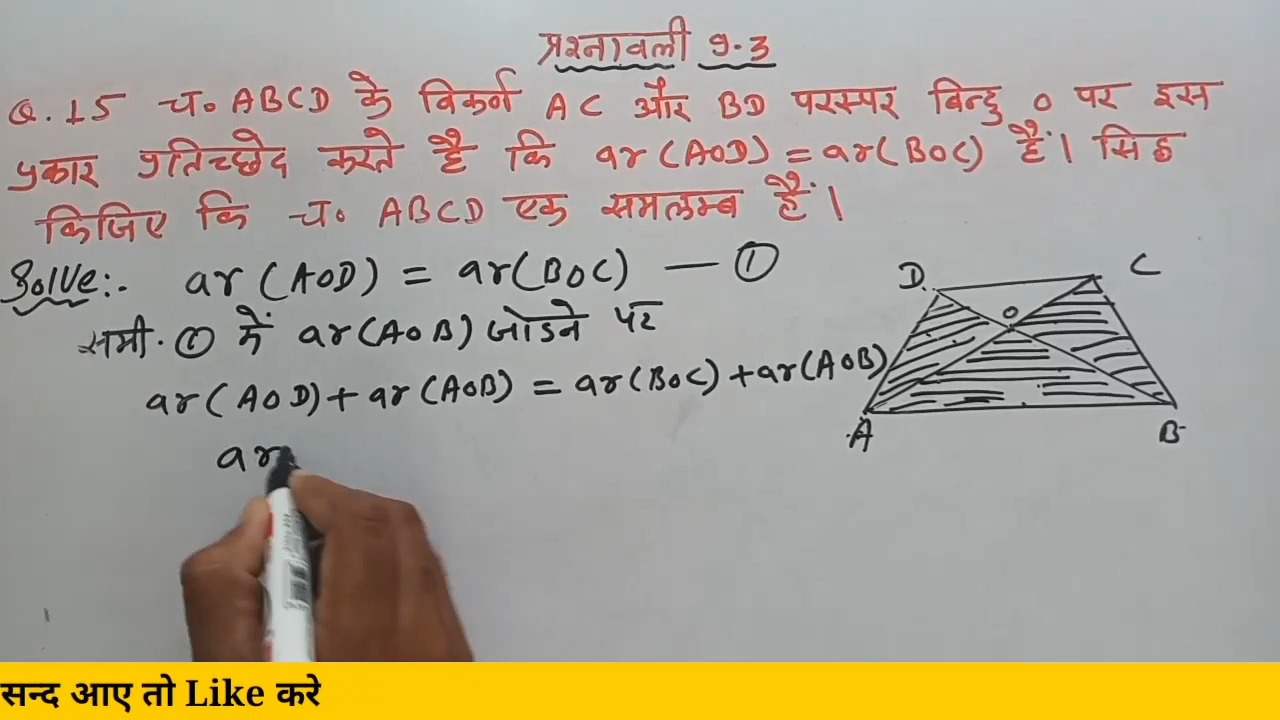 प्रश्नावली 9.3
Q.15 च० ABCD के विकर्ण AC और BD परस्पर बिन्दु O पर इस
प्रकार प्रतिच्छेद करते है कि ar(AOD) = ar(BOC) हैं। सिद्ध
किजिए कि च० ABCD एक समलम्ब हैं।
Solve:- ar(AOD) = ar(BOC) — ①
समी. ① में ar(AOB) जोडने पर
ar(AOD) + ar(AOB) = ar(BOC) + ar(AOB)
ar
D C
O
A B
सन्द आए तो Like करे